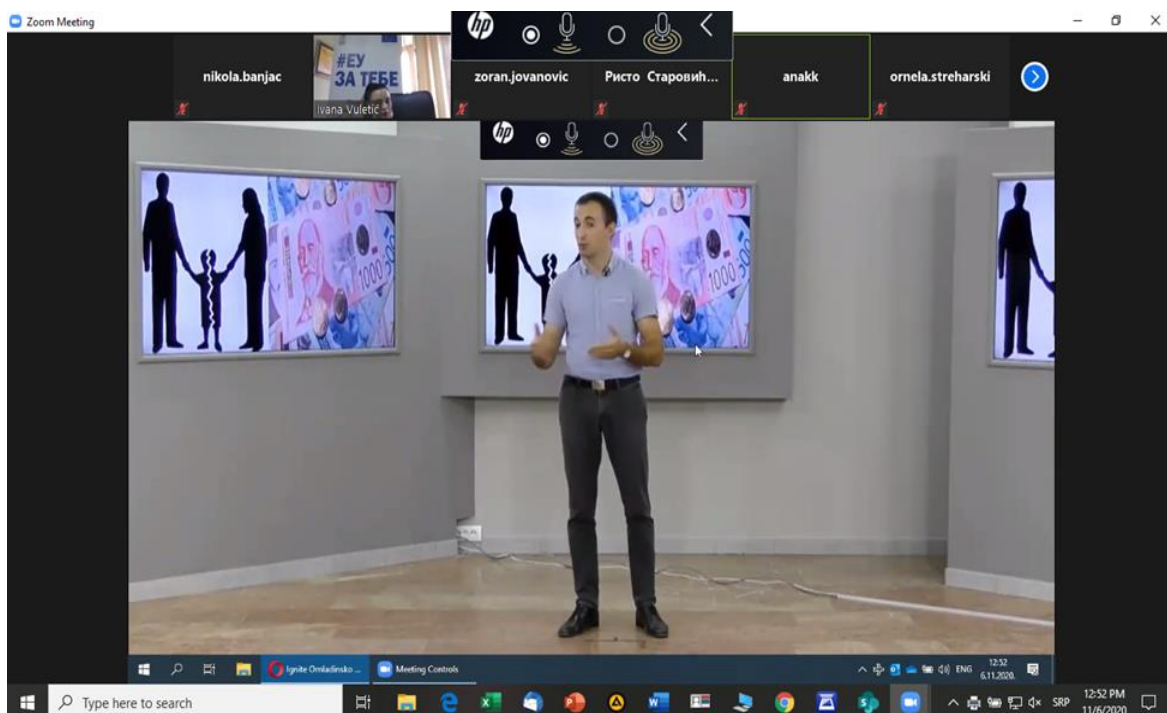 Zoom Meeting
hp
nikola.banjac
#ЕУ
ЗА ТЕБЕ
Ivana Vuletić
zoran.jovanovic
Ристо Старовић...
anakk
ornela.streharski
hp
1000
1000
Ignite Omladinsko ...
Meeting Controls
ENG
12:52
6.11.2020.
Type here to search
SRP
12:52 PM
11/6/2020